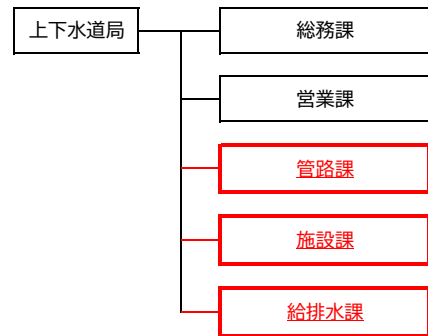 上下水道局
総務課
営業課
管路課
施設課
給排水課